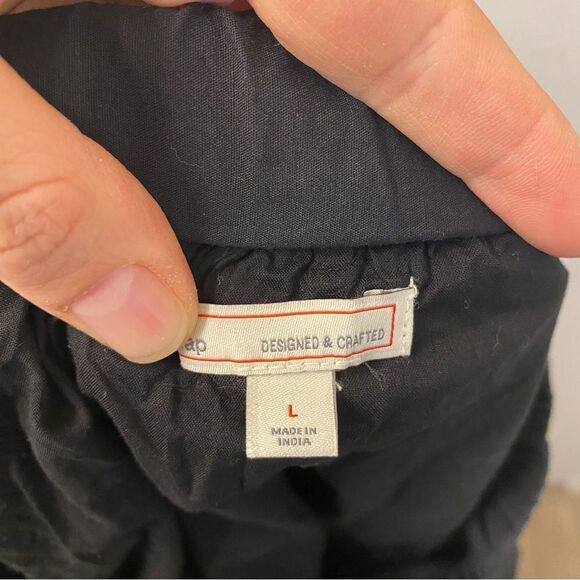 ap DESIGNED & CRAFTED
L
MADE IN
INDIA